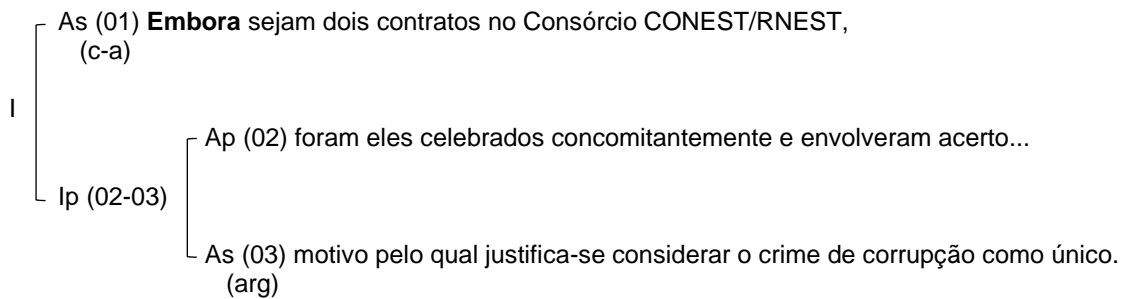 As (01) Embora sejam dois contratos no Consórcio CONEST/RNEST,
(c-a)
I
Ap (02) foram eles celebrados concomitantemente e envolveram acerto...
Ip (02-03)
As (03) motivo pelo qual justifica-se considerar o crime de corrupção como único.
(arg)